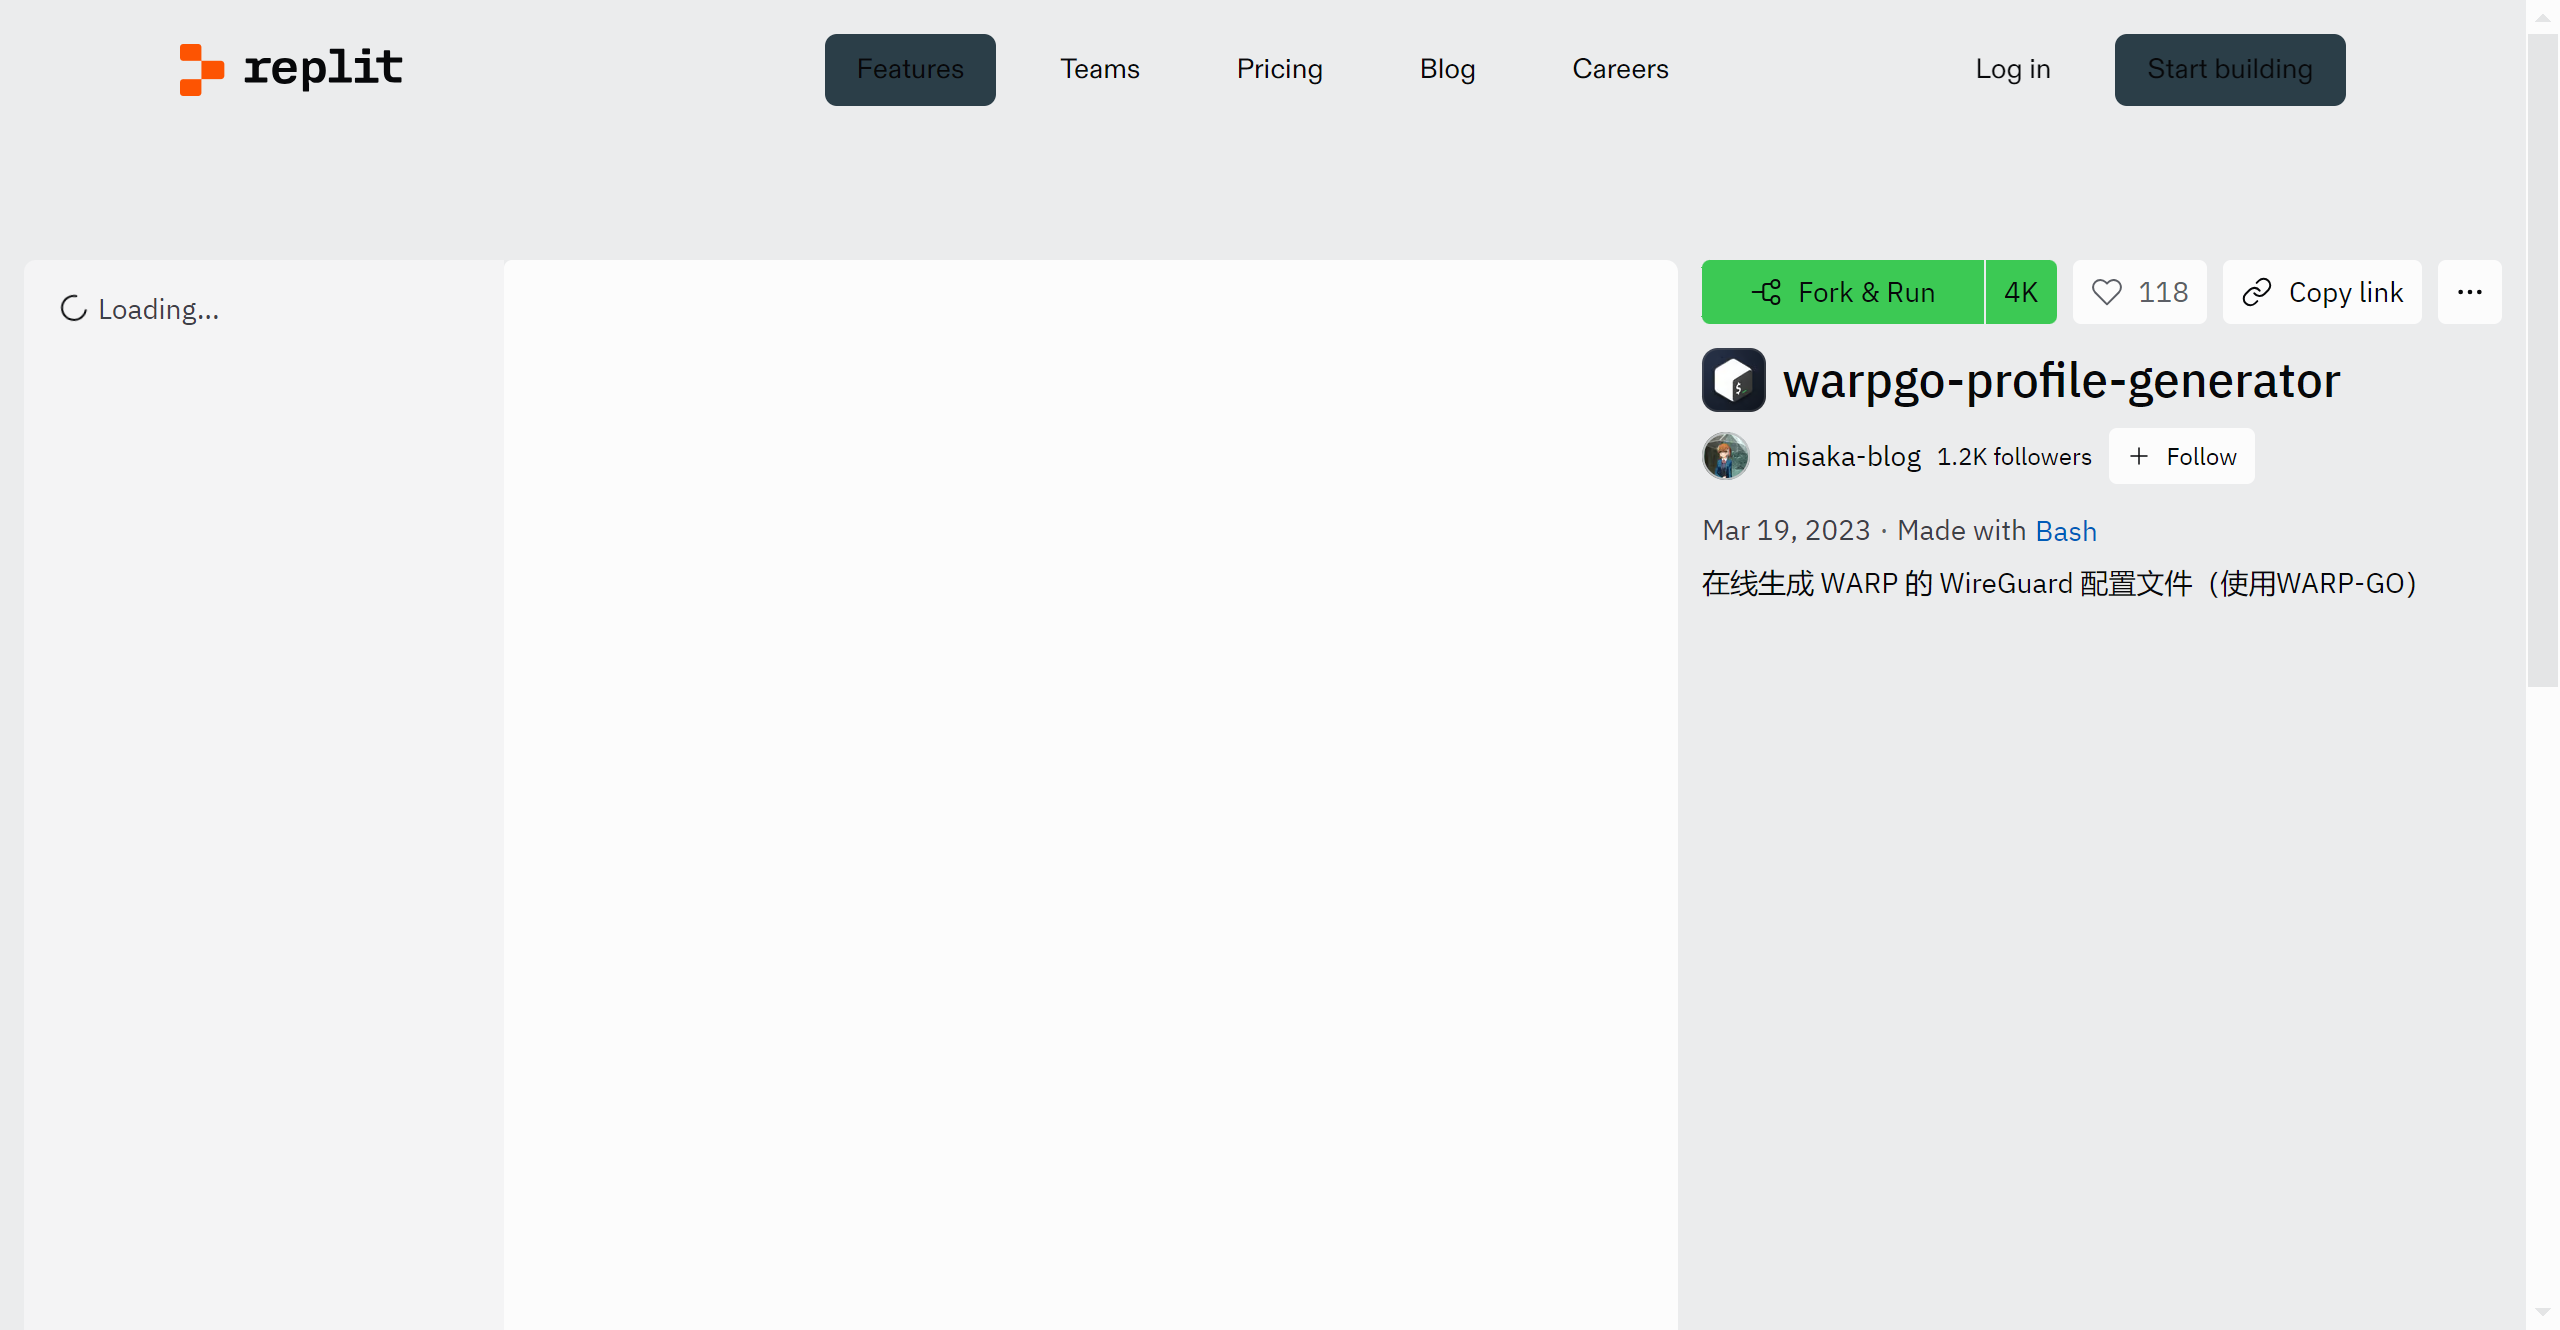 replit
Features
Teams
Pricing
Blog
Careers
Log in
Start building
Loading...
Fork & Run
4K
118
Copy link
warpgo-profile-generator
misaka-blog
1.2K followers
Follow
Mar 19, 2023 · Made with Bash
在线生成 WARP 的 WireGuard 配置文件（使用WARP-GO）